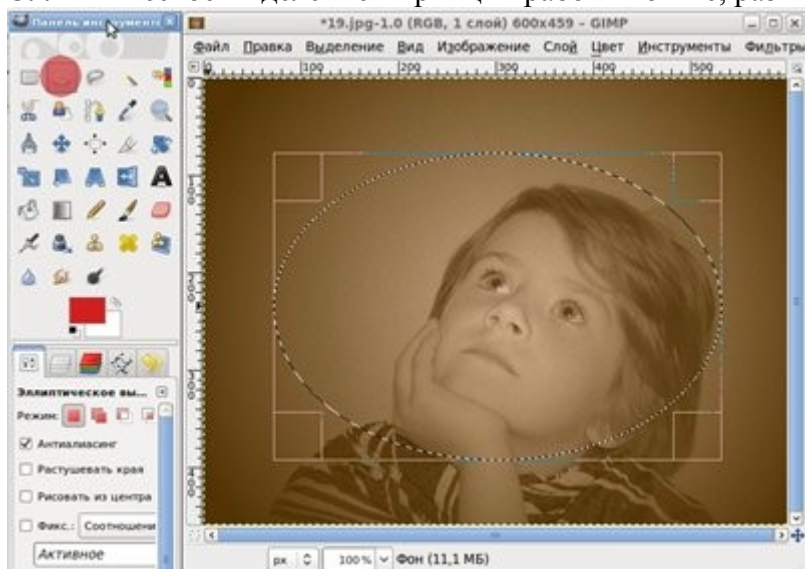 Панель инструменто
*19.jpg-1.0 (RGB, 1 слой) 600x459 – GIMP
Файл Правка Выделение Вид Изображение Слой Цвет Инструменты Фильтры
0 100 200 300 400 500
Эллиптическое вы...
Режим:
Антиалиасинг
Растушевать края
Рисовать из центра
Фикс.: Соотношени
Активное
px 100% Фон (11,1 МБ)